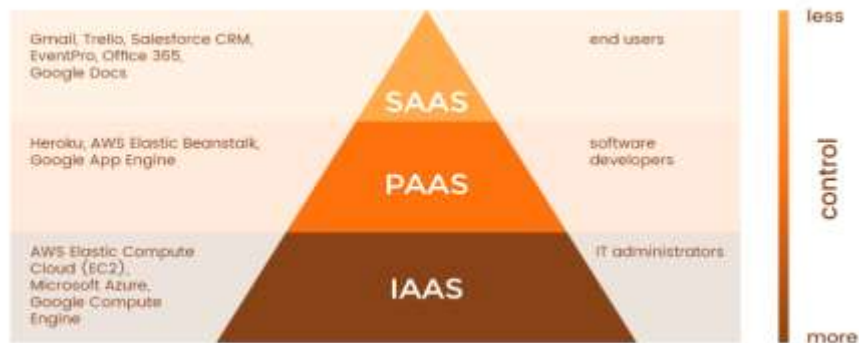 less
Gmail, Trello, Salesforce CRM,
EventPro, Office 365,
Google Docs
SAAS
end users
Heroku, AWS Elastic Beanstalk,
Google App Engine
PAAS
software
developers
control
AWS Elastic Compute
Cloud (EC2),
Microsoft Azure,
Google Compute
Engine
IAAS
IT administrators
more